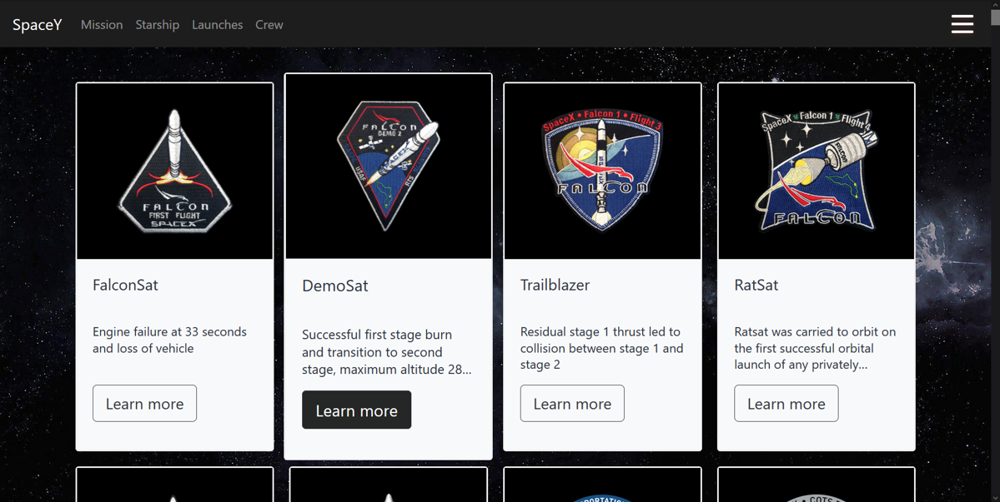 SpaceY Mission Starship Launches Crew
FALCON
FIRST FLIGHT
SPACEX
FalconSat
Engine failure at 33 seconds
and loss of vehicle
Learn more
FALCON
DEMO 2
USAF
DemoSat
Successful first stage burn
and transition to second
stage, maximum altitude 28...
Learn more
SpaceX • Falcon 1 • Flight 3
SpaceX
FALCON
Trailblazer
Residual stage 1 thrust led to
collision between stage 1 and
stage 2
Learn more
SpaceX Falcon 1 Flight 4
FALCON
FALCON
RatSat
Ratsat was carried to orbit on
the first successful orbital
launch of any privately...
Learn more
COTS